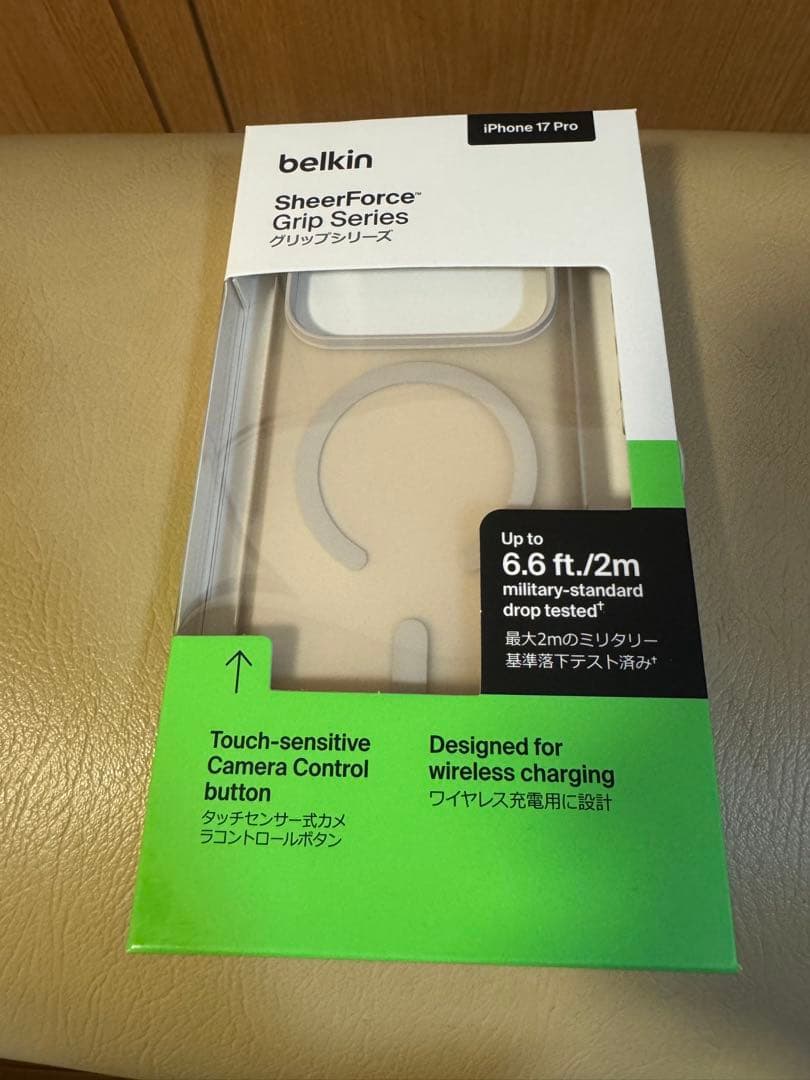 iPhone 17 Pro
belkin
SheerForce™
Grip Series
グリップシリーズ
Up to
6.6 ft./2m
military-standard
drop tested†
最大2mのミリタリー
基準落下テスト済み†
Touch-sensitive
Camera Control
button
タッチセンサー式カメ
ラコントロールボタン
Designed for
wireless charging
ワイヤレス充電用に設計